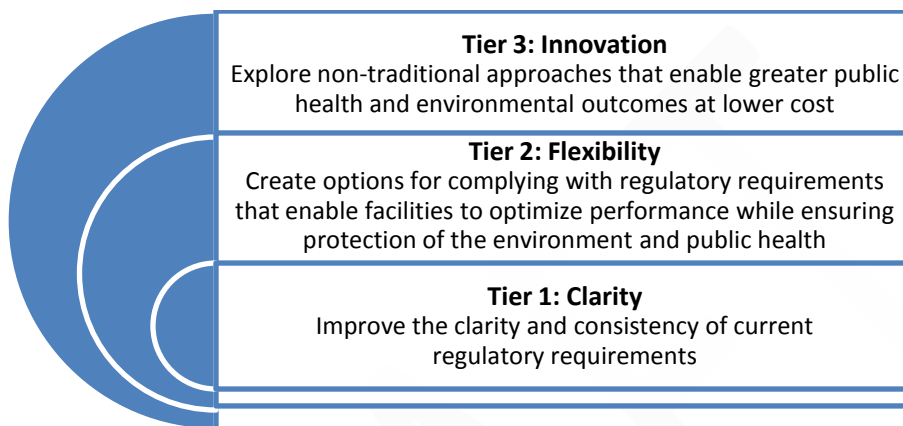 Tier 3: Innovation
Explore non-traditional approaches that enable greater public
health and environmental outcomes at lower cost
Tier 2: Flexibility
Create options for complying with regulatory requirements
that enable facilities to optimize performance while ensuring
protection of the environment and public health
Tier 1: Clarity
Improve the clarity and consistency of current
regulatory requirements